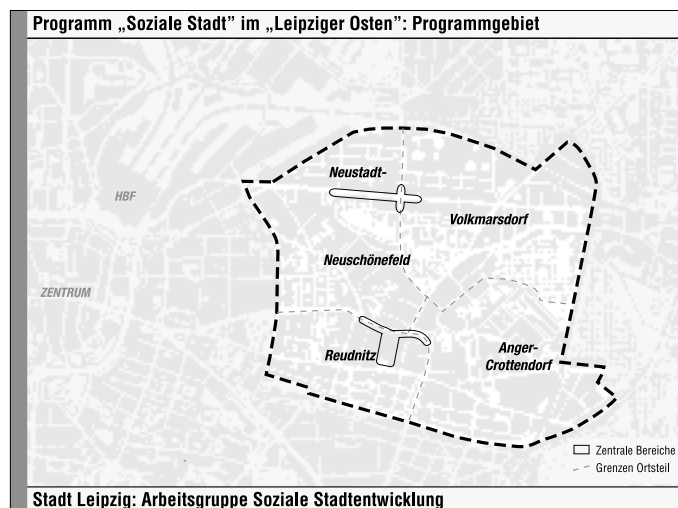 Programm „Soziale Stadt” im „Leipziger Osten”: Programmgebiet
Neustadt-
HBF
Volkmarsdorf
Neuschönefeld
ZENTRUM
Anger-
Crottendorf
Reudnitz
Zentrale Bereiche
Grenzen Ortsteil
Stadt Leipzig: Arbeitsgruppe Soziale Stadtentwicklung